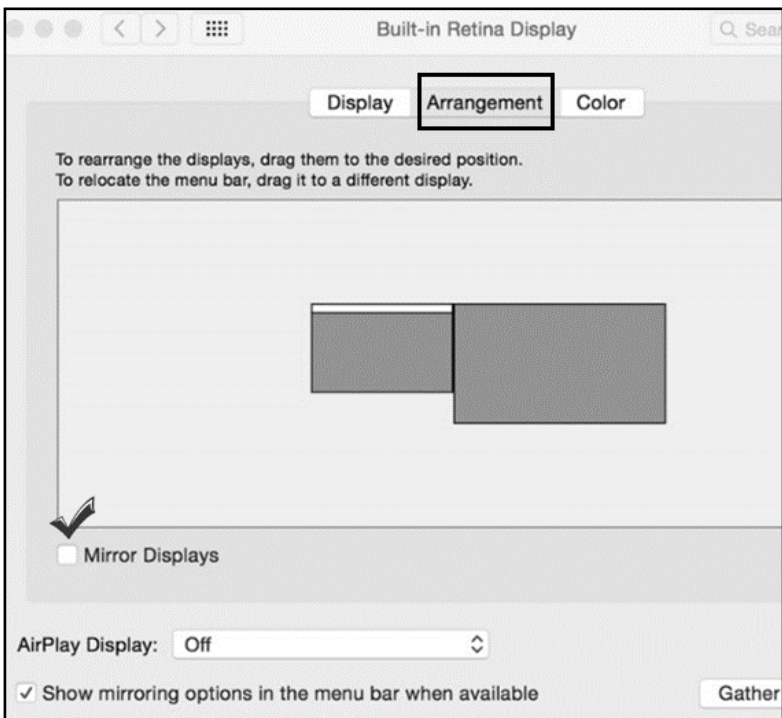 Built-in Retina Display
Sear
Display Arrangement Color
To rearrange the displays, drag them to the desired position.
To relocate the menu bar, drag it to a different display.
Mirror Displays
AirPlay Display: Off
Show mirroring options in the menu bar when available
Gather